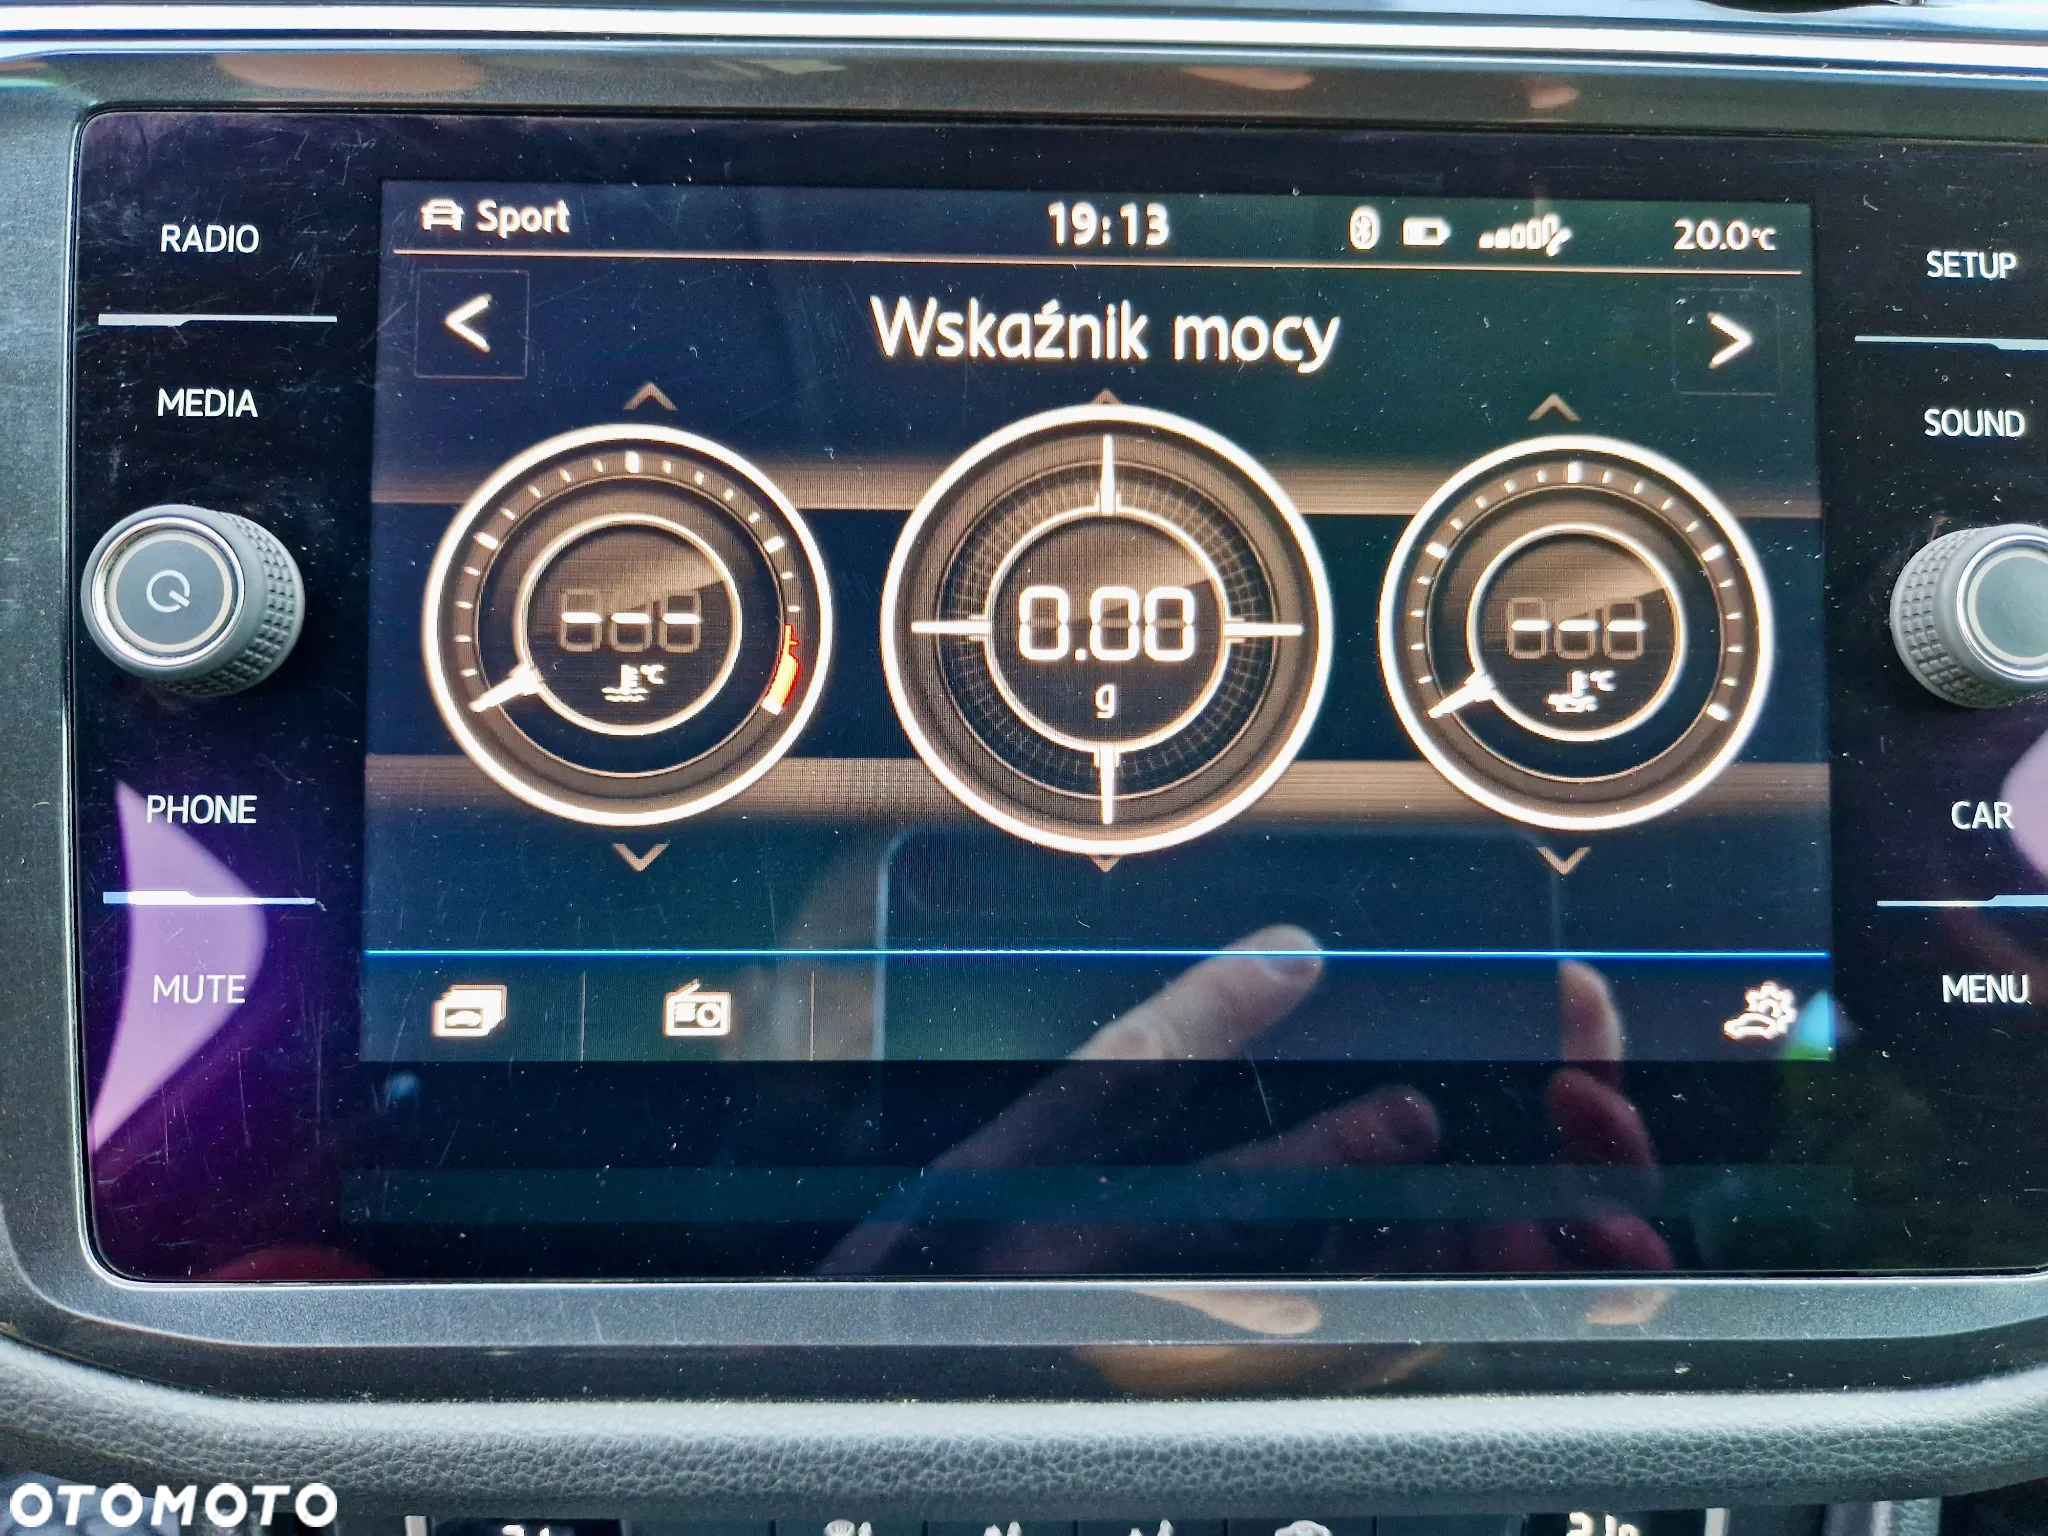 RADIO
MEDIA
PHONE
MUTE
Sport
19:13
20.0°C
<
Wskaźnik mocy
>
---
°C
0.00
g
---
°C
SETUP
SOUND
CAR
MENU
OTOMOTO